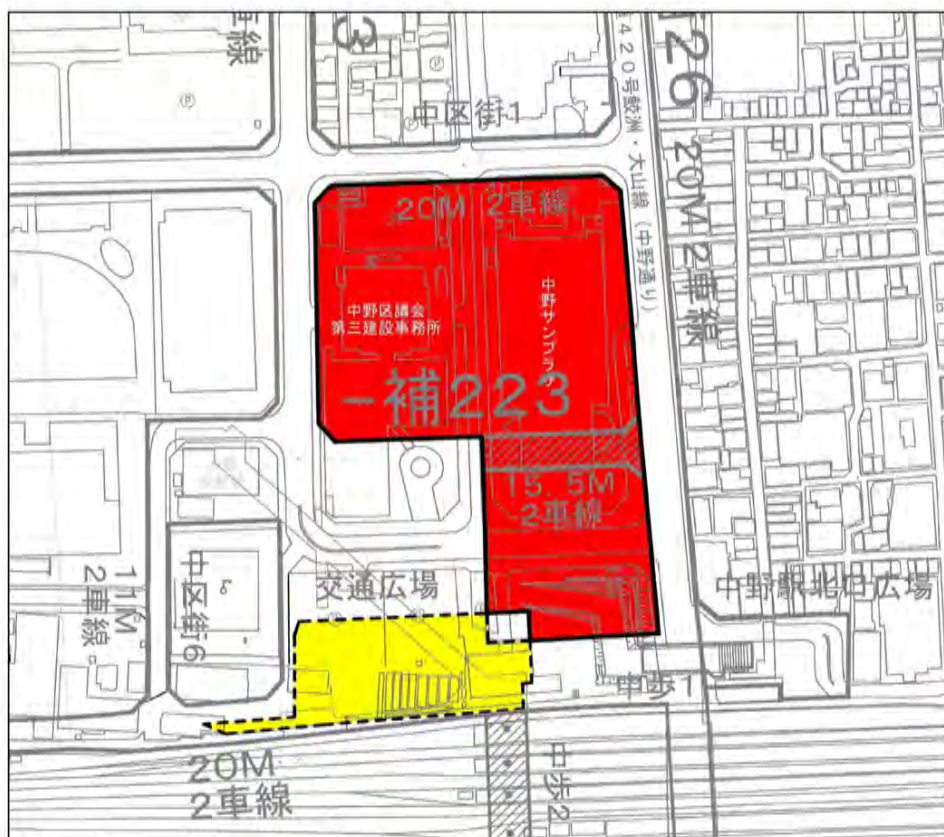 車線
3
中区街1
420号鮫洲・大山線(中野通り)
26
20M 2車線
20M 2車線
中野区議会
第三建設事務所
中野サンプラザ
補223
15.5M
2車線
交通広場
中野駅北口広場
11M
2車線
中区街6
中歩1
20M
2車線
中歩2